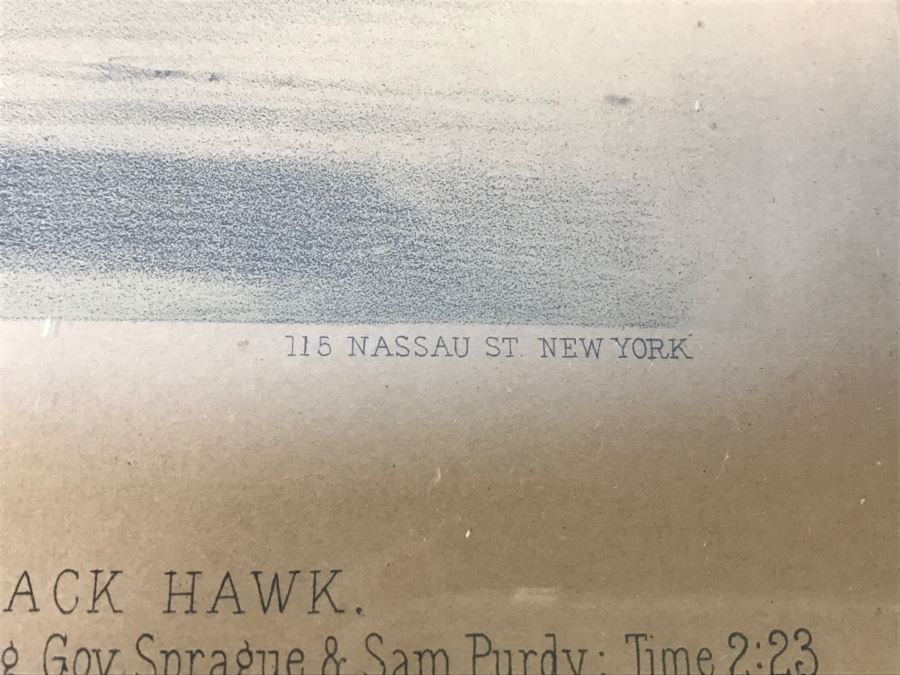 115 NASSAU ST. NEW YORK
ACK HAWK.
g Gov. Sprague & Sam Purdy; Time 2:23